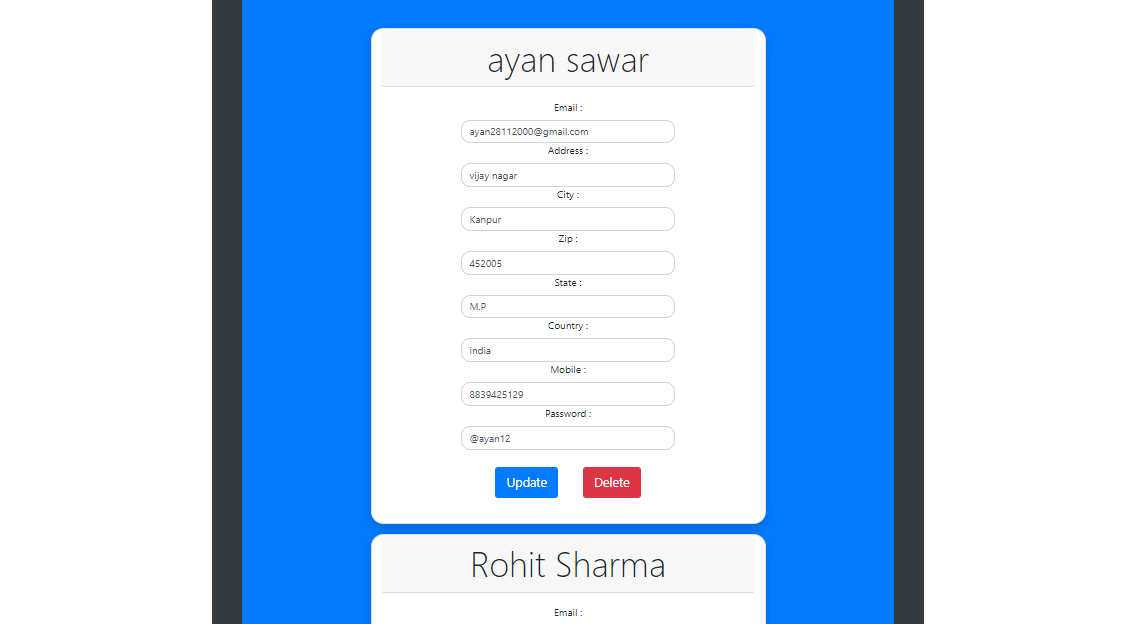 ayan sawar
Email :
ayan28112000@gmail.com
Address :
vijay nagar
City :
Kanpur
Zip :
452005
State :
M.P
Country :
india
Mobile :
8839425129
Password :
@ayan12
Update Delete
Rohit Sharma
Email :